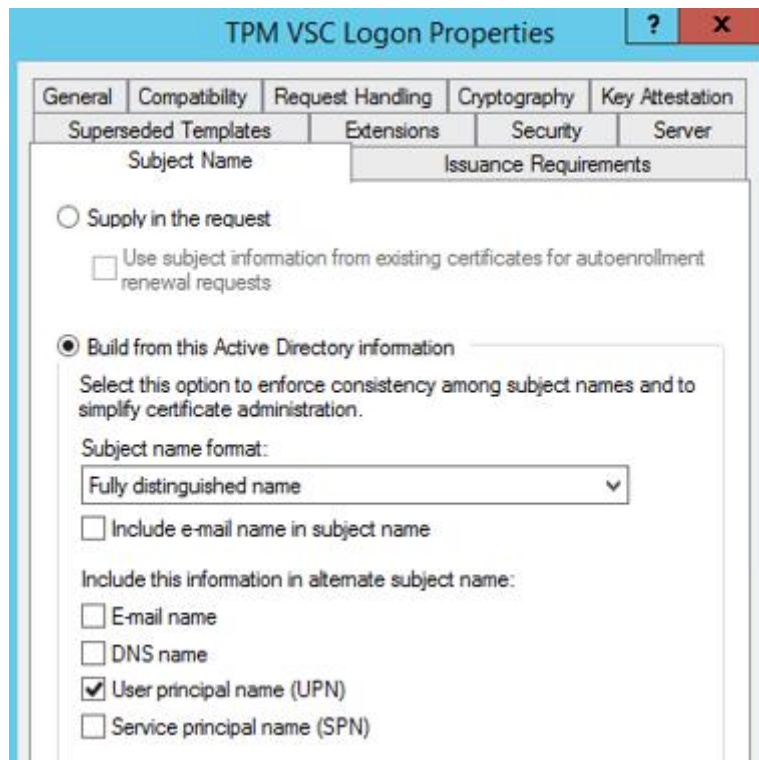 TPM VSC Logon Properties
? x
General Compatibility Request Handling Cryptography Key Attestation
Superseded Templates Extensions Security Server
Subject Name Issuance Requirements
Supply in the request
Use subject information from existing certificates for autoenrollment
renewal requests
Build from this Active Directory information
Select this option to enforce consistency among subject names and to
simplify certificate administration.
Subject name format:
Fully distinguished name
Include e-mail name in subject name
Include this information in alternate subject name:
E-mail name
DNS name
User principal name (UPN)
Service principal name (SPN)